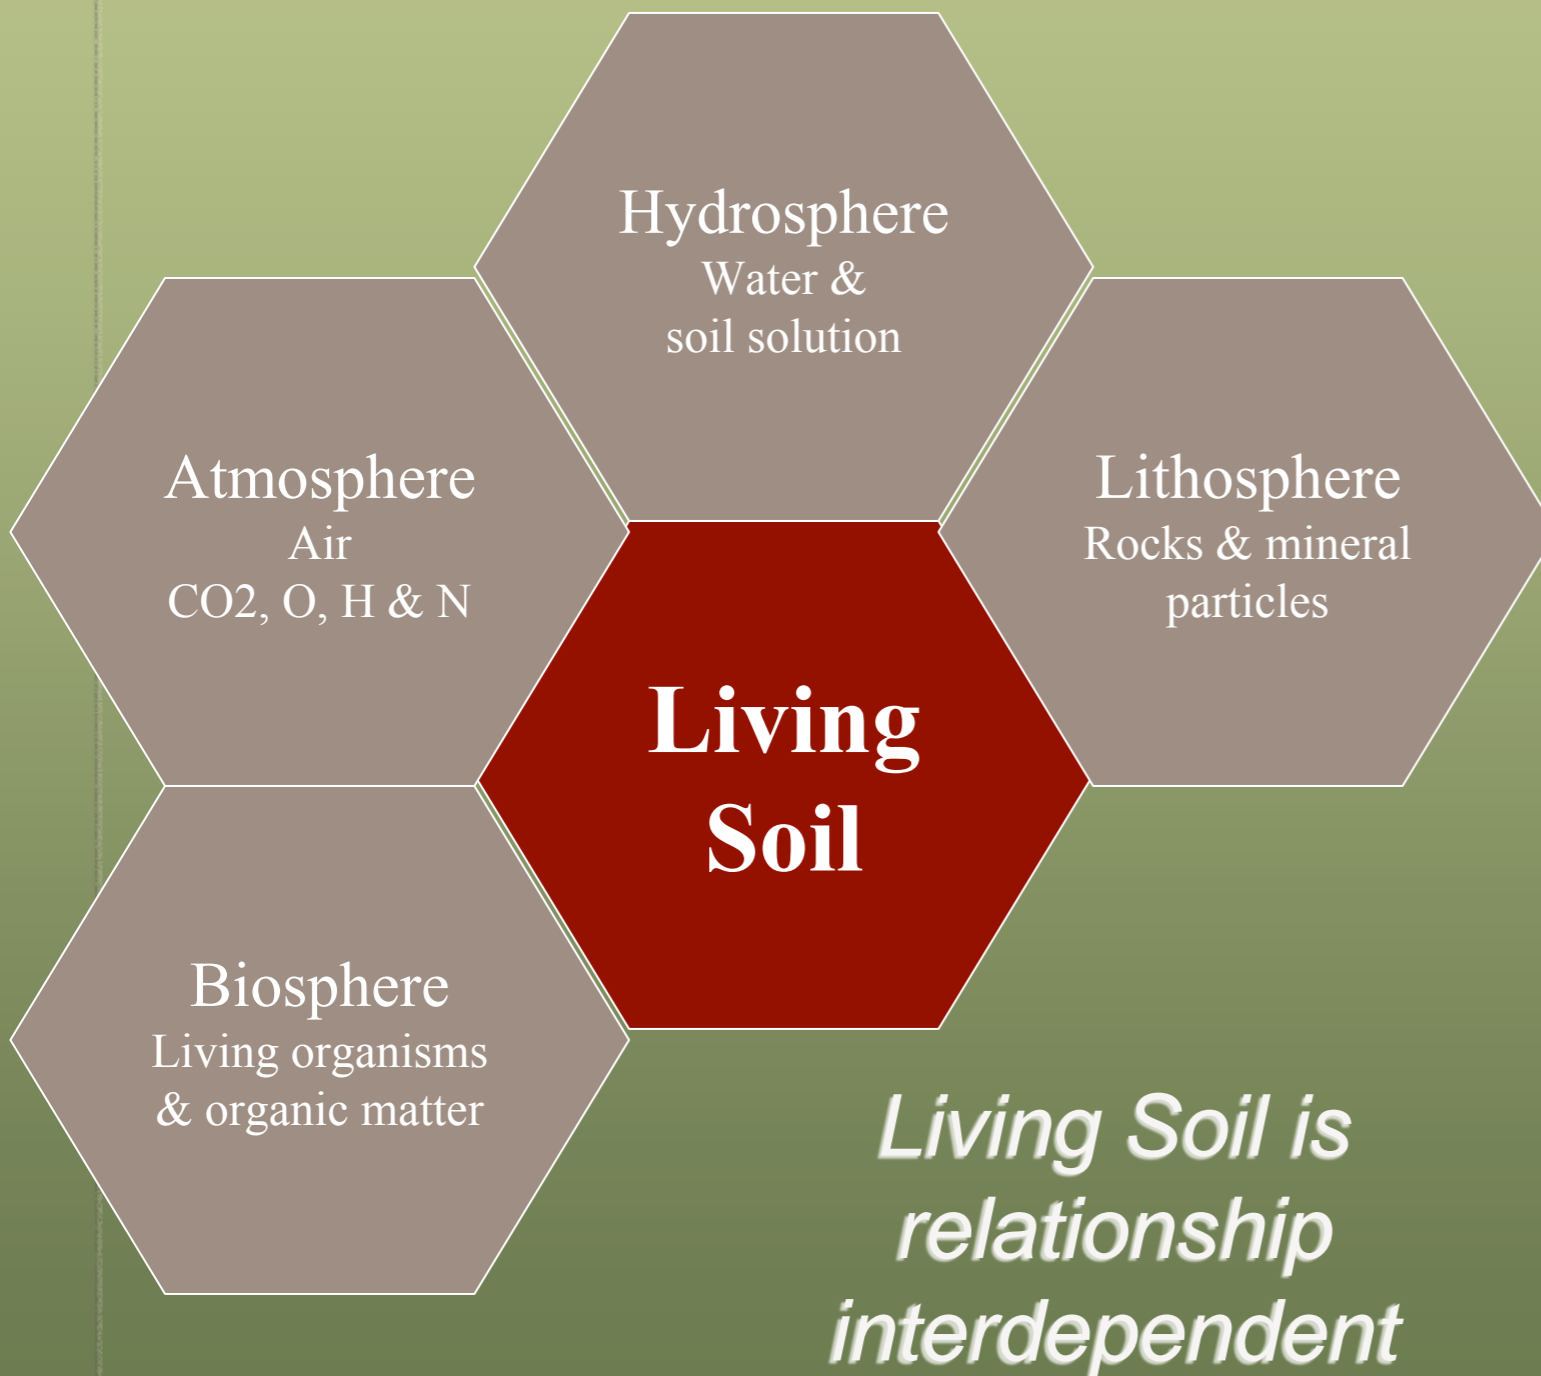 Hydrosphere
Water &
soil solution
Atmosphere
Air
CO2, O, H & N
Lithosphere
Rocks & mineral
particles
Living
Soil
Biosphere
Living organisms
& organic matter
Living Soil is
relationship
interdependent